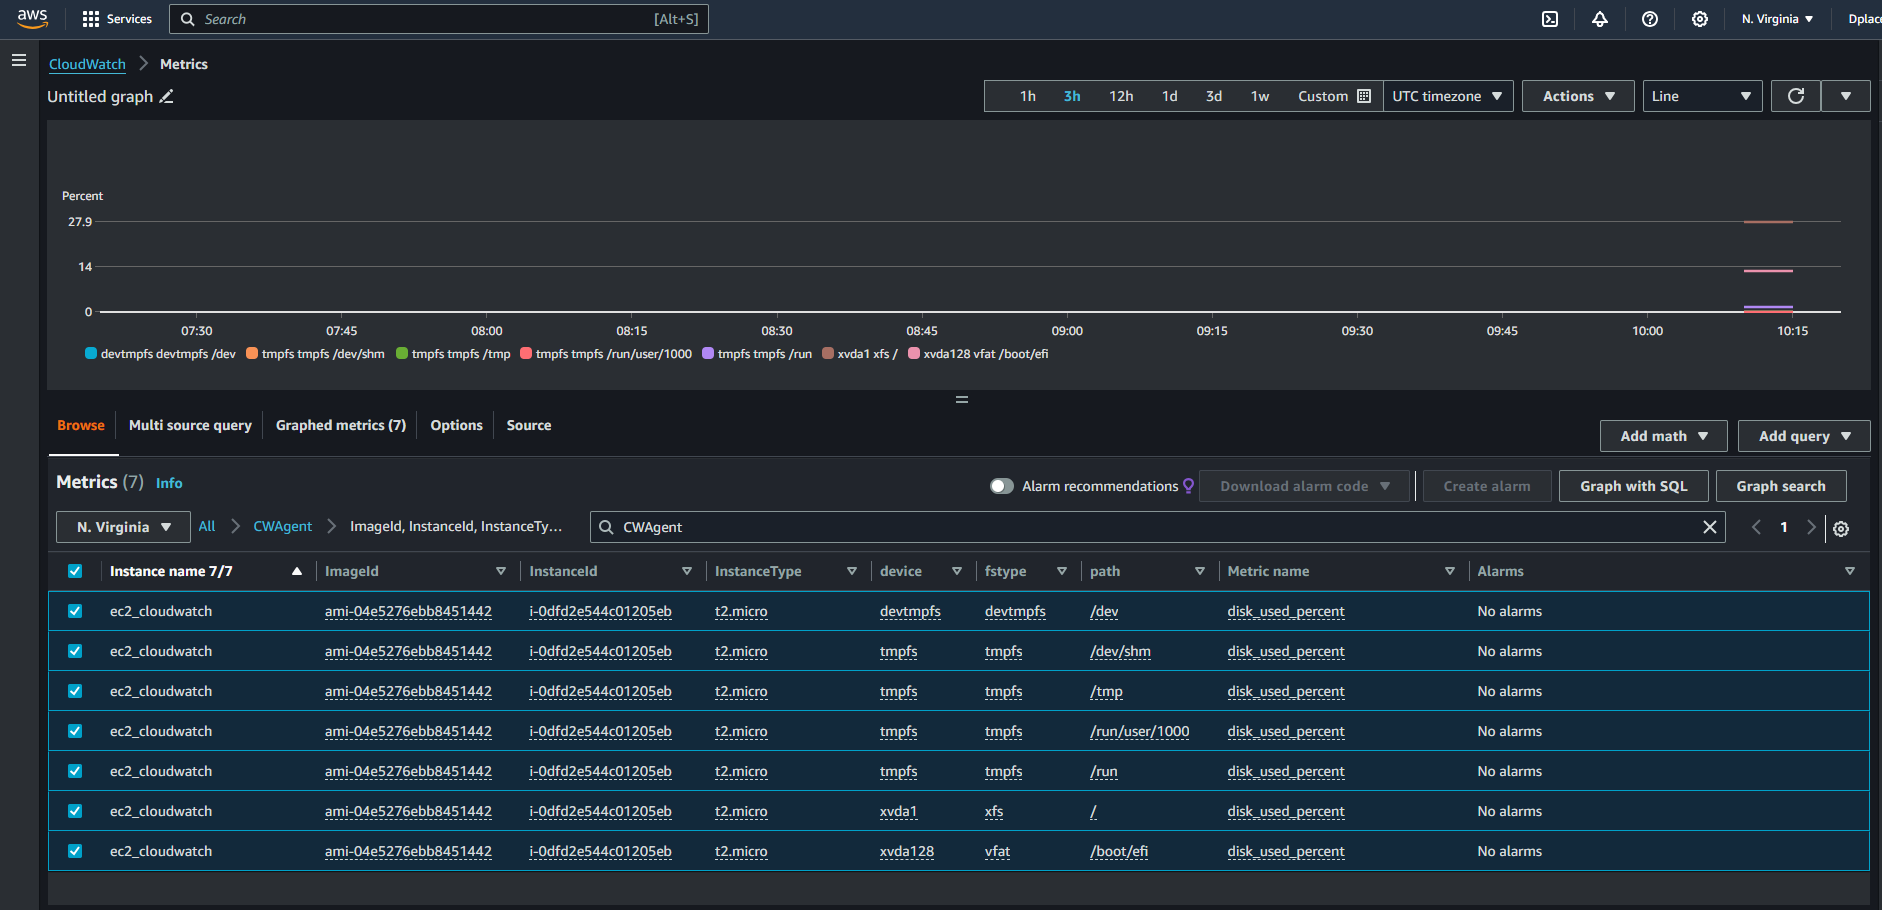 aws Services Search [Alt+S] N. Virginia Dplace
CloudWatch Metrics
Untitled graph 1h 3h 12h 1d 3d 1w Custom UTC timezone Actions Line
Percent
27.9
14
0
07:30 07:45 08:00 08:15 08:30 08:45 09:00 09:15 09:30 09:45 10:00 10:15
devtmpfs devtmpfs /dev tmpfs tmpfs /dev/shm tmpfs tmpfs /tmp tmpfs tmpfs /run/user/1000 tmpfs tmpfs /run xvda1 xfs / xvda128 vfat /boot/efi
Browse Multi source query Graphed metrics (7) Options Source Add math Add query
Metrics (7) Info Alarm recommendations Download alarm code Create alarm Graph with SQL Graph search
N. Virginia All CWAgent ImageId, InstanceId, InstanceTy... CWAgent 1
Instance name 7/7 ImageId InstanceId InstanceType device fstype path Metric name Alarms
ec2_cloudwatch ami-04e5276ebb8451442 i-0dfd2e544c01205eb t2.micro devtmpfs devtmpfs /dev disk_used_percent No alarms
ec2_cloudwatch ami-04e5276ebb8451442 i-0dfd2e544c01205eb t2.micro tmpfs tmpfs /dev/shm disk_used_percent No alarms
ec2_cloudwatch ami-04e5276ebb8451442 i-0dfd2e544c01205eb t2.micro tmpfs tmpfs /tmp disk_used_percent No alarms
ec2_cloudwatch ami-04e5276ebb8451442 i-0dfd2e544c01205eb t2.micro tmpfs tmpfs /run/user/1000 disk_used_percent No alarms
ec2_cloudwatch ami-04e5276ebb8451442 i-0dfd2e544c01205eb t2.micro tmpfs tmpfs /run disk_used_percent No alarms
ec2_cloudwatch ami-04e5276ebb8451442 i-0dfd2e544c01205eb t2.micro xvda1 xfs / disk_used_percent No alarms
ec2_cloudwatch ami-04e5276ebb8451442 i-0dfd2e544c01205eb t2.micro xvda128 vfat /boot/efi disk_used_percent No alarms